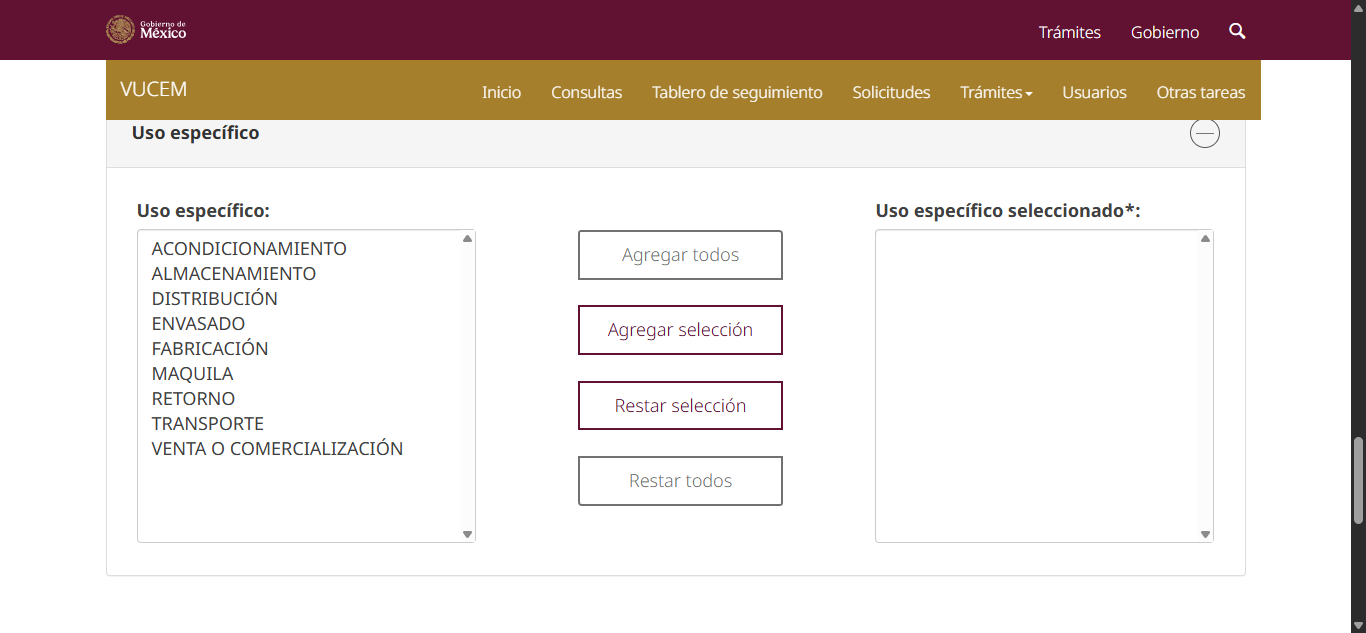 Gobierno de
México
Trámites
Gobierno
VUCEM
Inicio
Consultas
Tablero de seguimiento
Solicitudes
Trámites
Usuarios
Otras tareas
Uso específico
Uso específico:
ACONDICIONAMIENTO
ALMACENAMIENTO
DISTRIBUCIÓN
ENVASADO
FABRICACIÓN
MAQUILA
RETORNO
TRANSPORTE
VENTA O COMERCIALIZACIÓN
Agregar todos
Agregar selección
Restar selección
Restar todos
Uso específico seleccionado*: